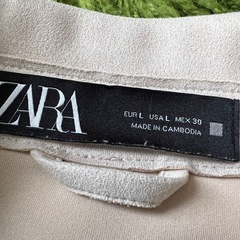 ZARA
EUR L USA L MEX 30
MADE IN CAMBODIA